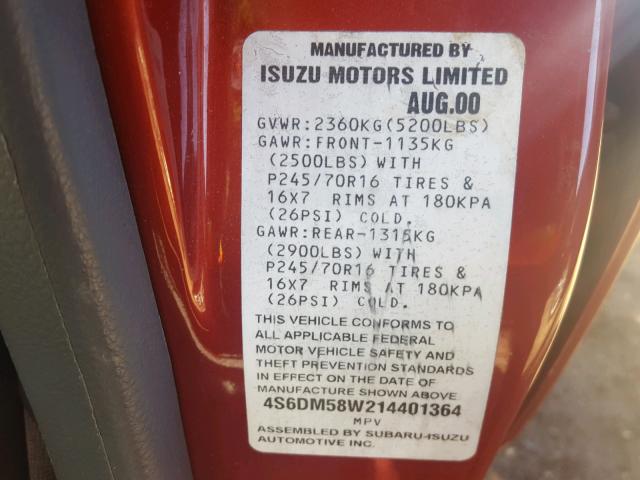 MANUFACTURED BY
ISUZU MOTORS LIMITED
AUG.00
GVWR:2360KG(5200LBS)
GAWR:FRONT-1135KG
(2500LBS) WITH
P245/70R16 TIRES &
16X7 RIMS AT 180KPA
(26PSI) COLD.
GAWR:REAR-1315KG
(2900LBS) WITH
P245/70R16 TIRES &
16X7 RIMS AT 180KPA
(26PSI) COLD.
THIS VEHICLE CONFORMS TO
ALL APPLICABLE FEDERAL
MOTOR VEHICLE SAFETY AND
THEFT PREVENTION STANDARDS
IN EFFECT ON THE DATE OF
MANUFACTURE SHOWN ABOVE
4S6DM58W214401364
MPV
ASSEMBLED BY SUBARU-ISUZU
AUTOMOTIVE INC.